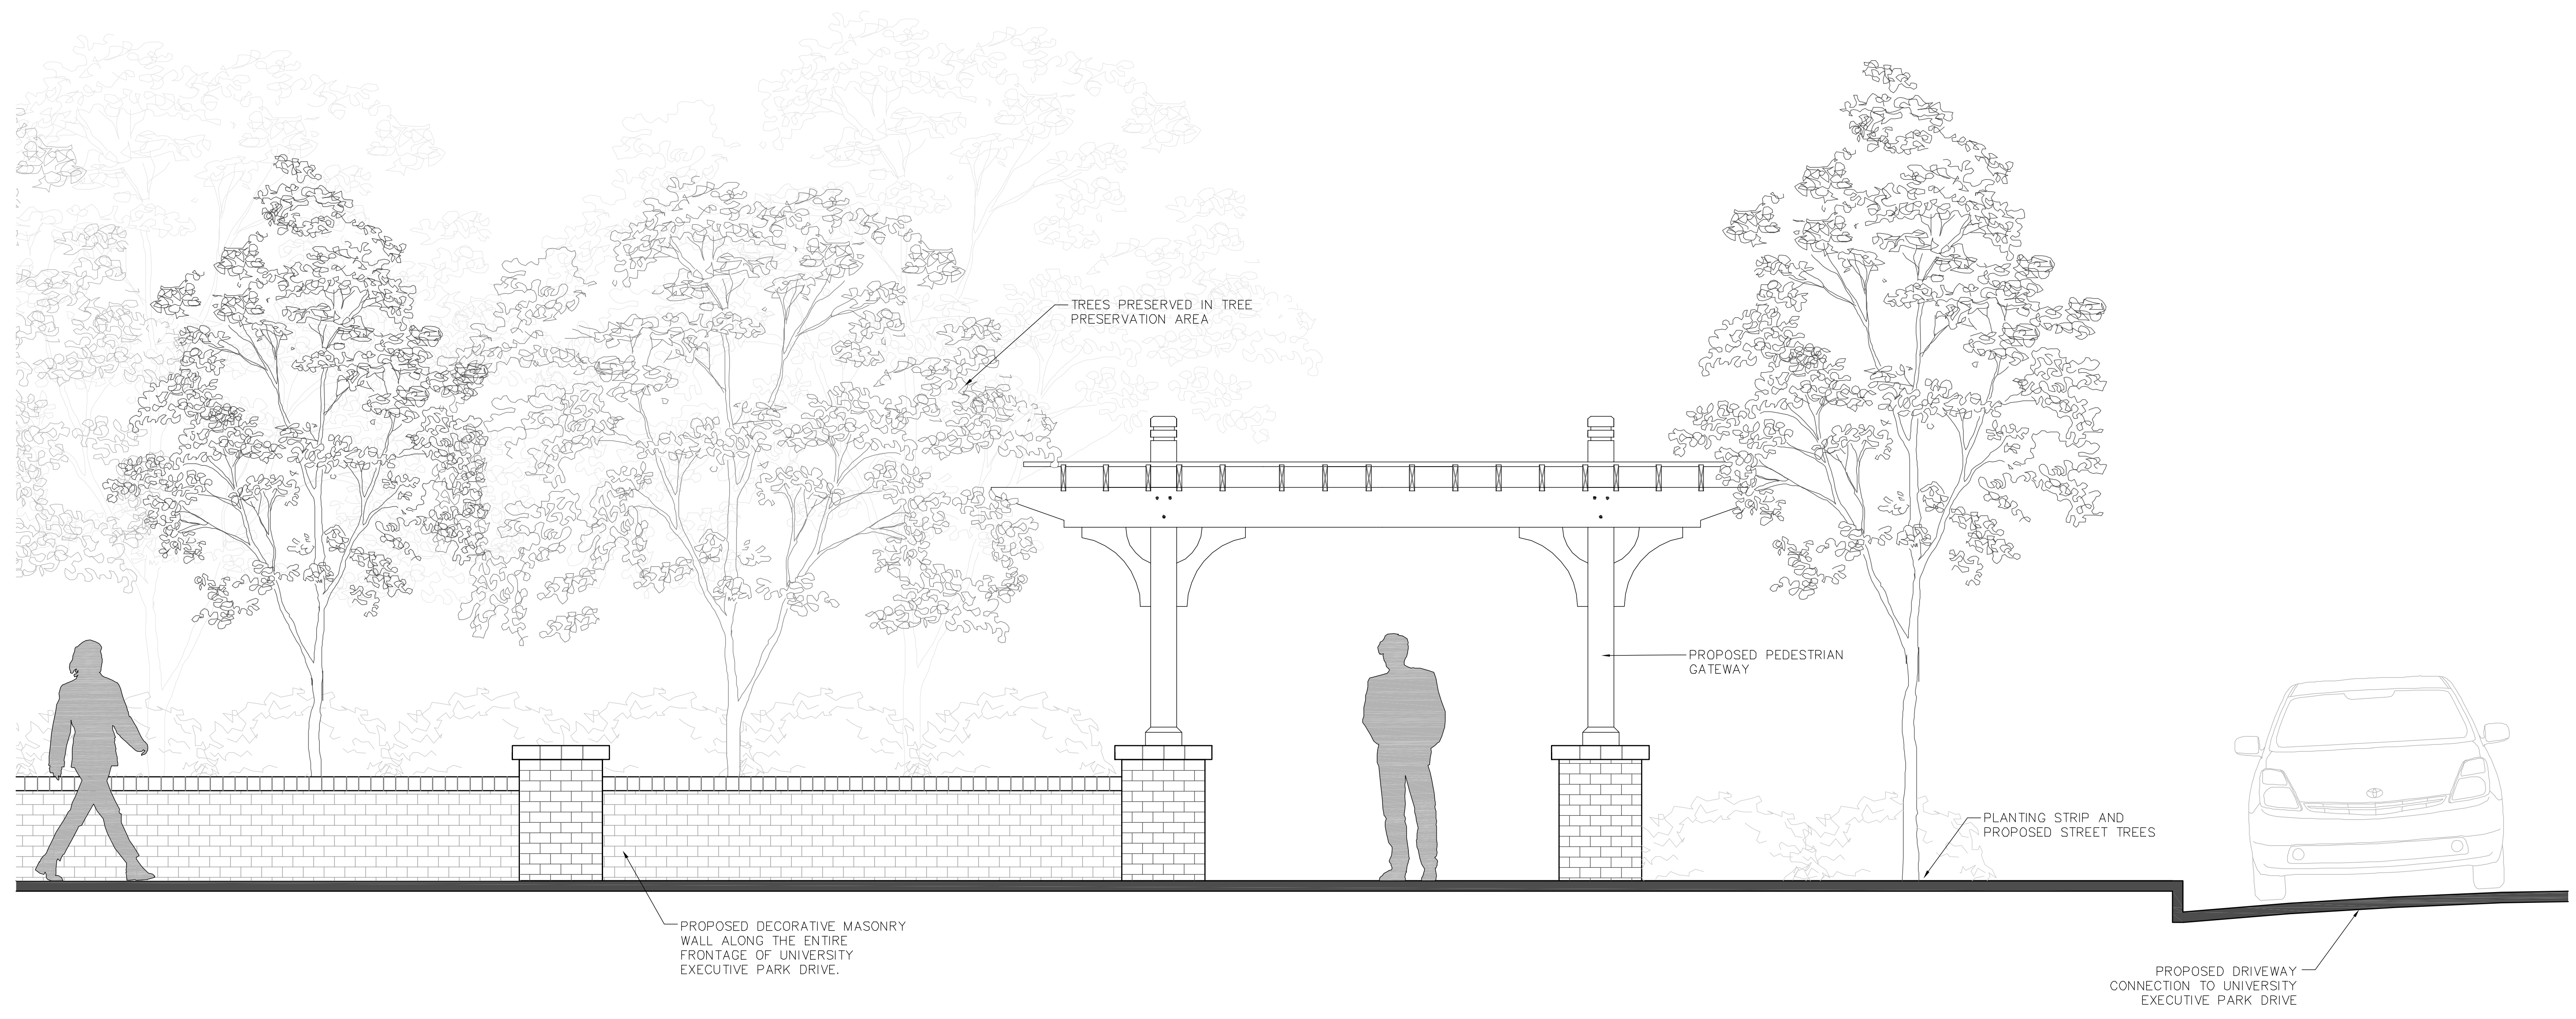 TREES PRESERVED IN TREE
PRESERVATION AREA
PROPOSED PEDESTRIAN
GATEWAY
PLANTING STRIP AND
PROPOSED STREET TREES
PROPOSED DECORATIVE MASONRY
WALL ALONG THE ENTIRE
FRONTAGE OF UNIVERSITY
EXECUTIVE PARK DRIVE.
PROPOSED DRIVEWAY
CONNECTION TO UNIVERSITY
EXECUTIVE PARK DRIVE